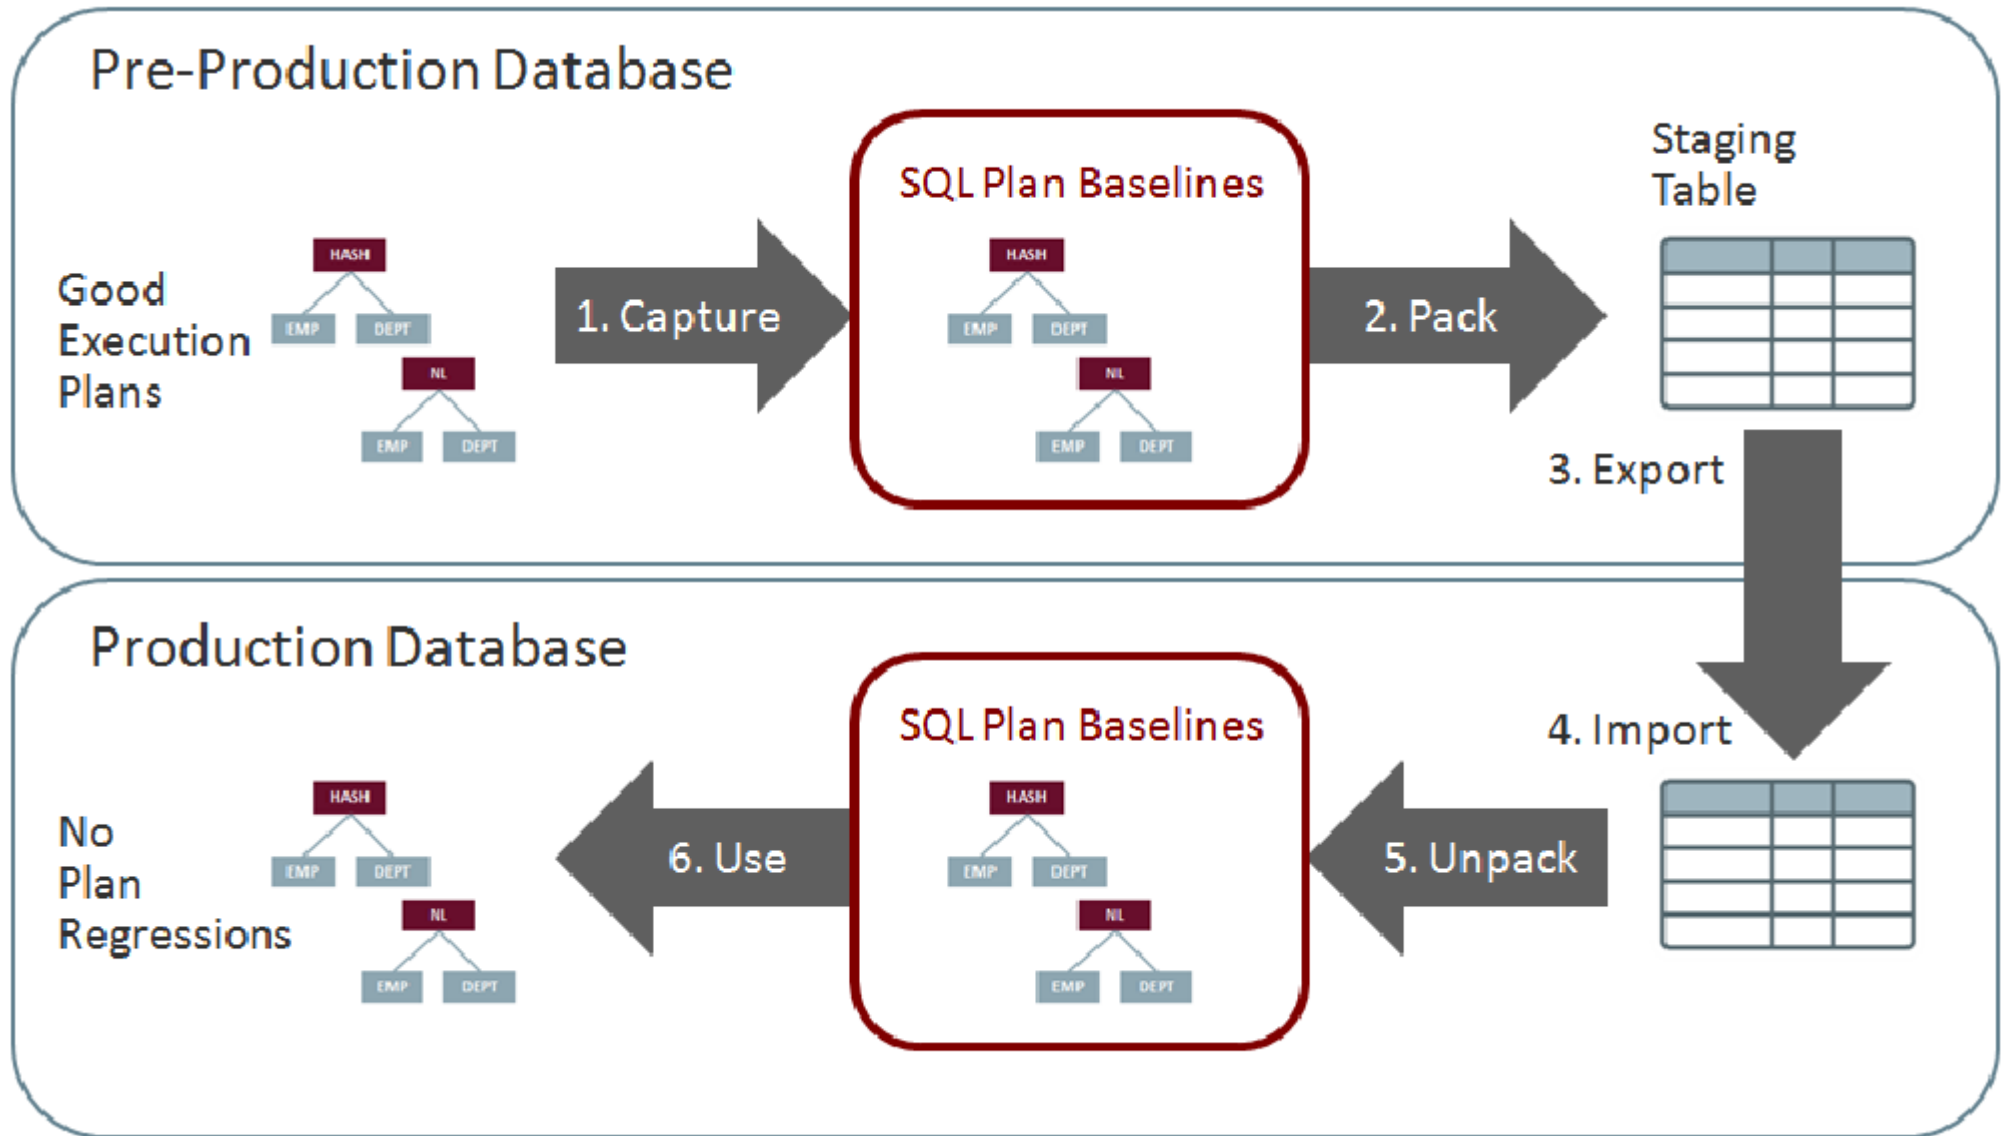 Pre-Production Database
Good
Execution
Plans
HASH
EMP
DEPT
NL
EMP
DEPT
1. Capture
SQL Plan Baselines
HASH
EMP
DEPT
NL
EMP
DEPT
2. Pack
Staging
Table
3. Export
Production Database
4. Import
5. Unpack
SQL Plan Baselines
HASH
EMP
DEPT
NL
EMP
DEPT
6. Use
HASH
EMP
DEPT
NL
EMP
DEPT
No
Plan
Regressions